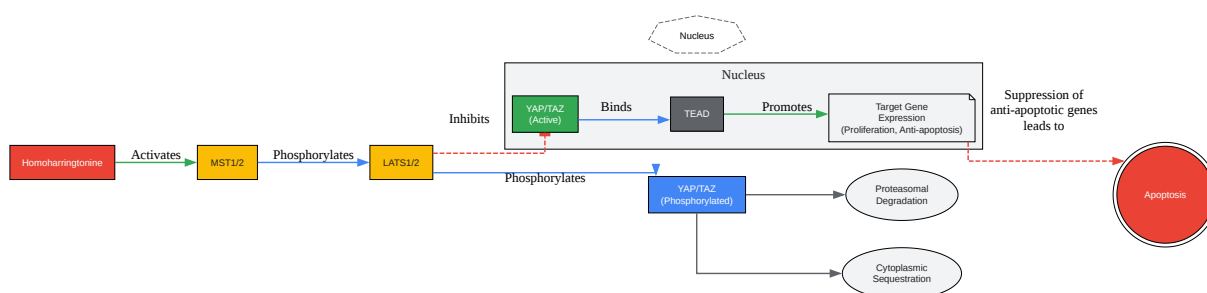 Nucleus
Nucleus
Suppression of
anti-apoptotic genes
leads to
Inhibits
YAP/TAZ
(Active)
Binds
TEAD
Promotes
Target Gene
Expression
(Proliferation, Anti-apoptosis)
Homoharringtonine
Activates
MST1/2
Phosphorylates
LATS1/2
Phosphorylates
YAP/TAZ
(Phosphorylated)
Proteasomal
Degradation
Apoptosis
Cytoplasmic
Sequestration